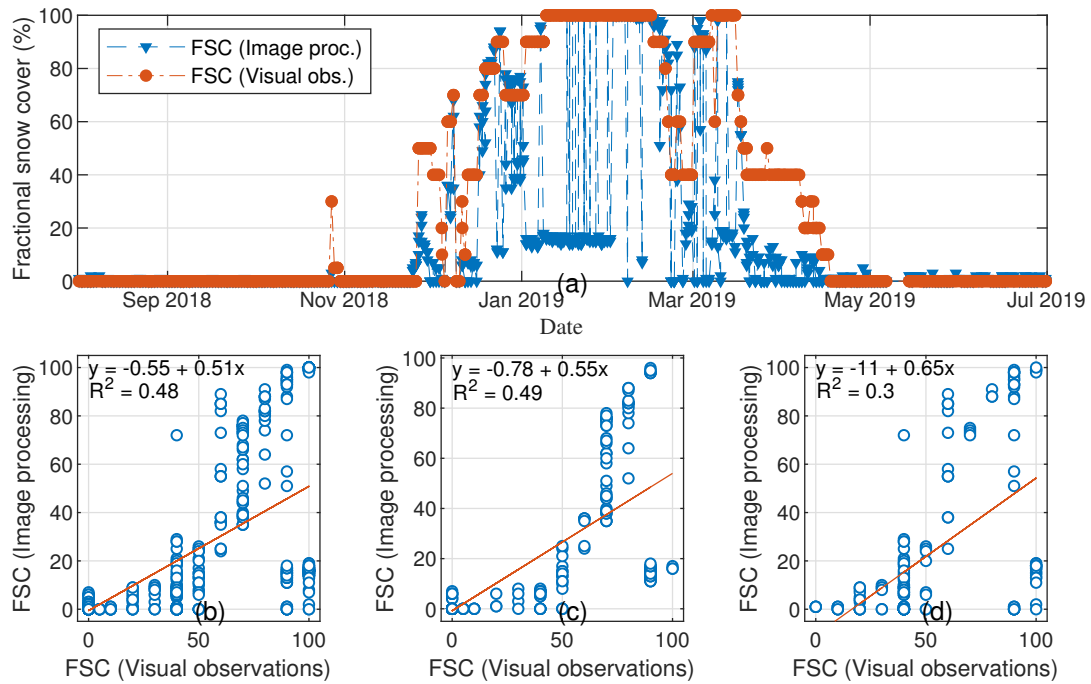 Fractional snow cover (%)
100
80
60
40
20
0
FSC (Image proc.)
FSC (Visual obs.)
Sep 2018
Nov 2018
Jan 2019
Mar 2019
May 2019
Jul 2019
(a)
Date
FSC (Image processing)
100
80
60
40
20
0
y = -0.55 + 0.51x
R² = 0.48
(b)
0
50
100
FSC (Visual observations)
FSC (Image processing)
100
80
60
40
20
0
y = -0.78 + 0.55x
R² = 0.49
(c)
0
50
100
FSC (Visual observations)
FSC (Image processing)
100
80
60
40
20
0
y = -11 + 0.65x
R² = 0.3
(d)
0
50
100
FSC (Visual observations)